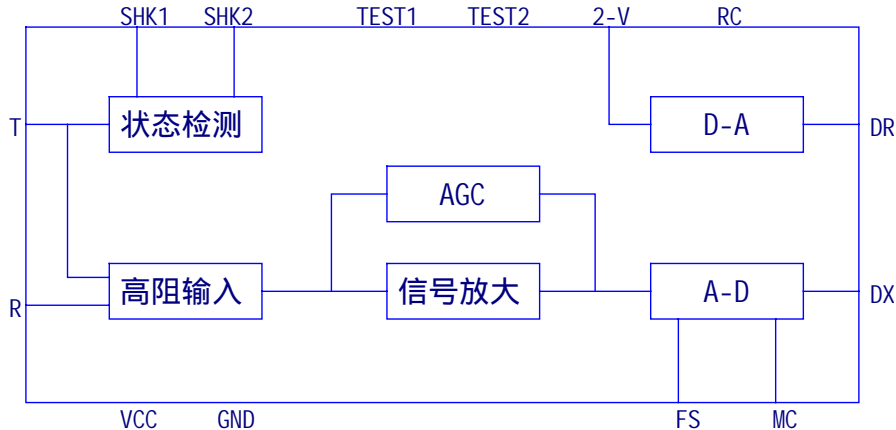 SHK1 SHK2 TEST1 TEST2 2-V RC
T 状态检测 D-A DR
AGC
R 高阻输入 信号放大 A-D DX
VCC GND FS MC